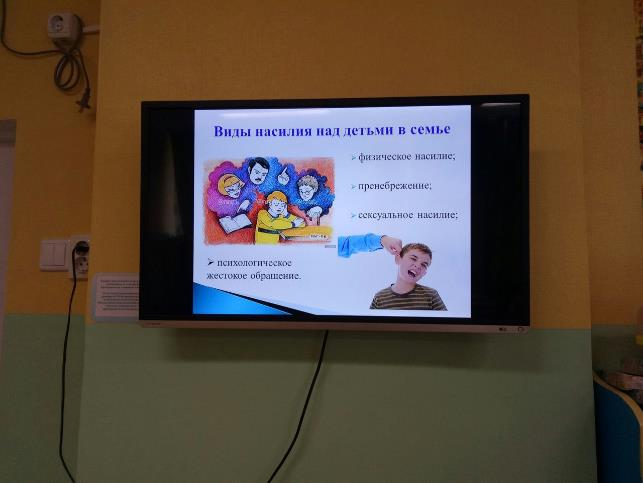 Виды насилия над детьми в семье
физическое насилие;
пренебрежение;
сексуальное насилие;
психологическое
жестокое обращение.